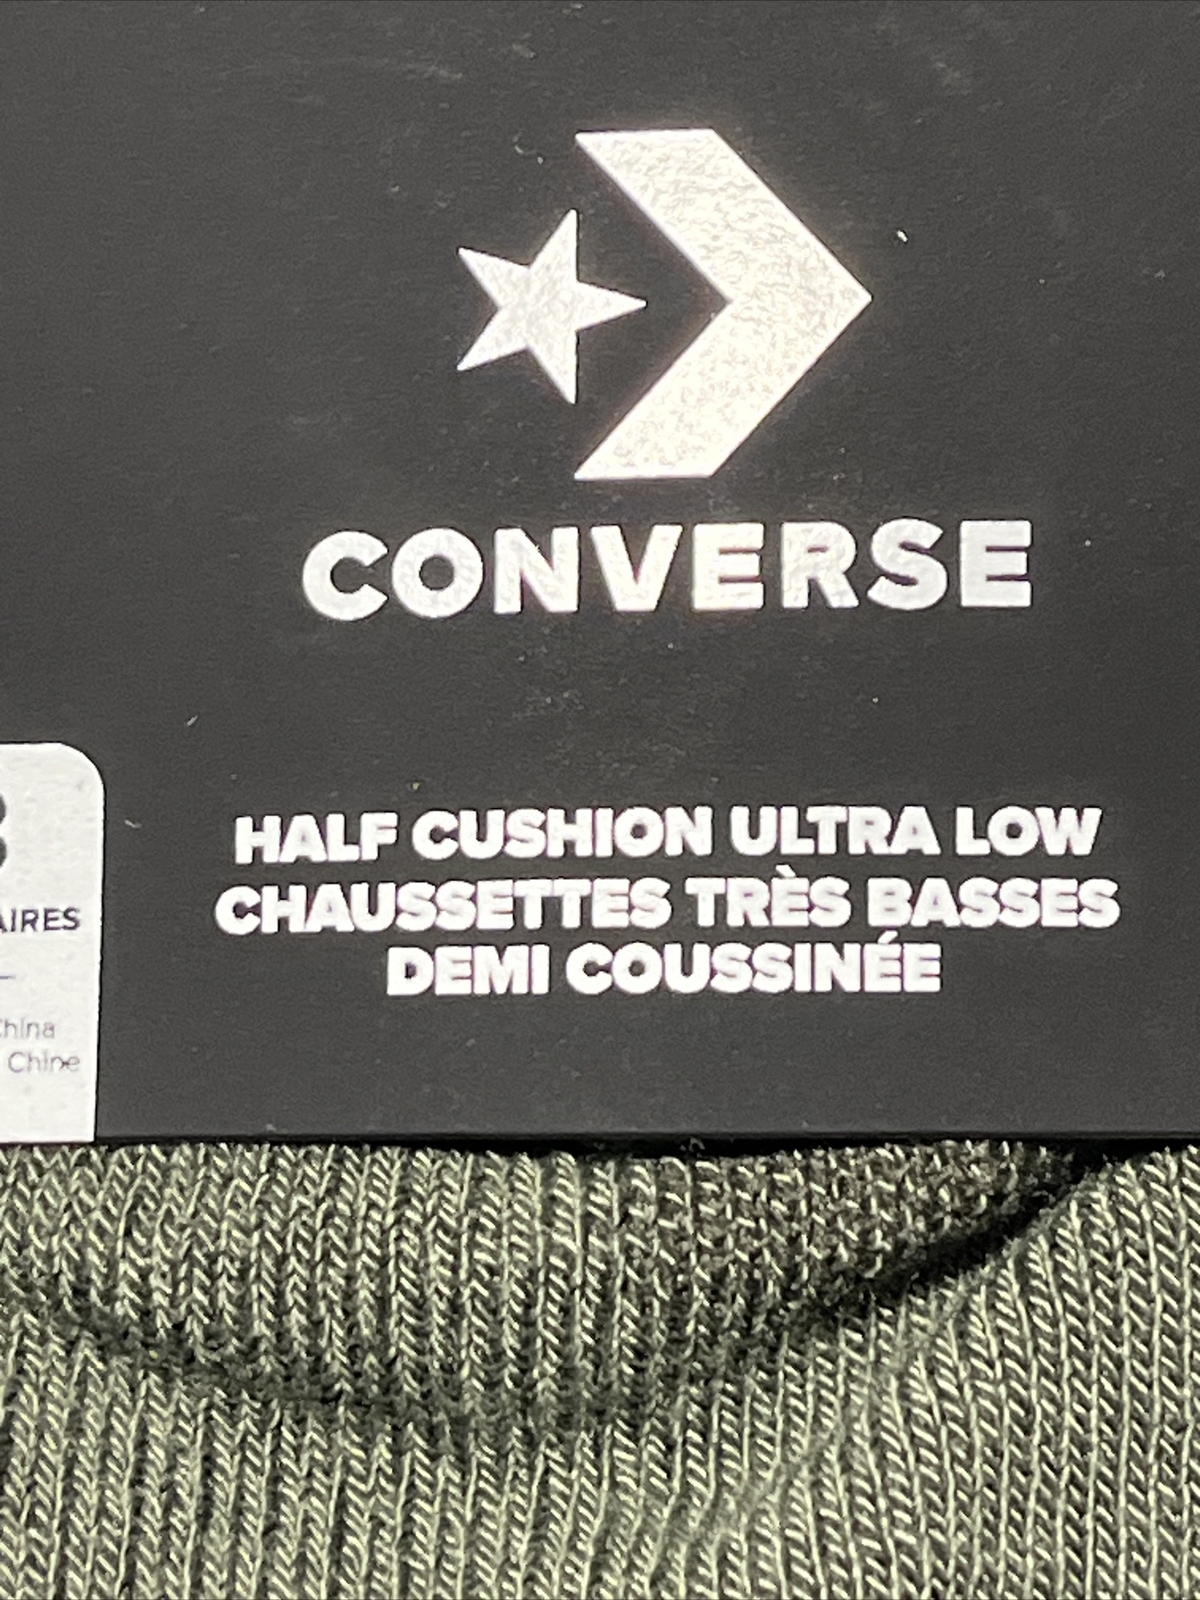 CONVERSE
HALF CUSHION ULTRA LOW
CHAUSSETTES TRÈS BASSES
DEMI COUSSINÉE
AIRES
China
Chine